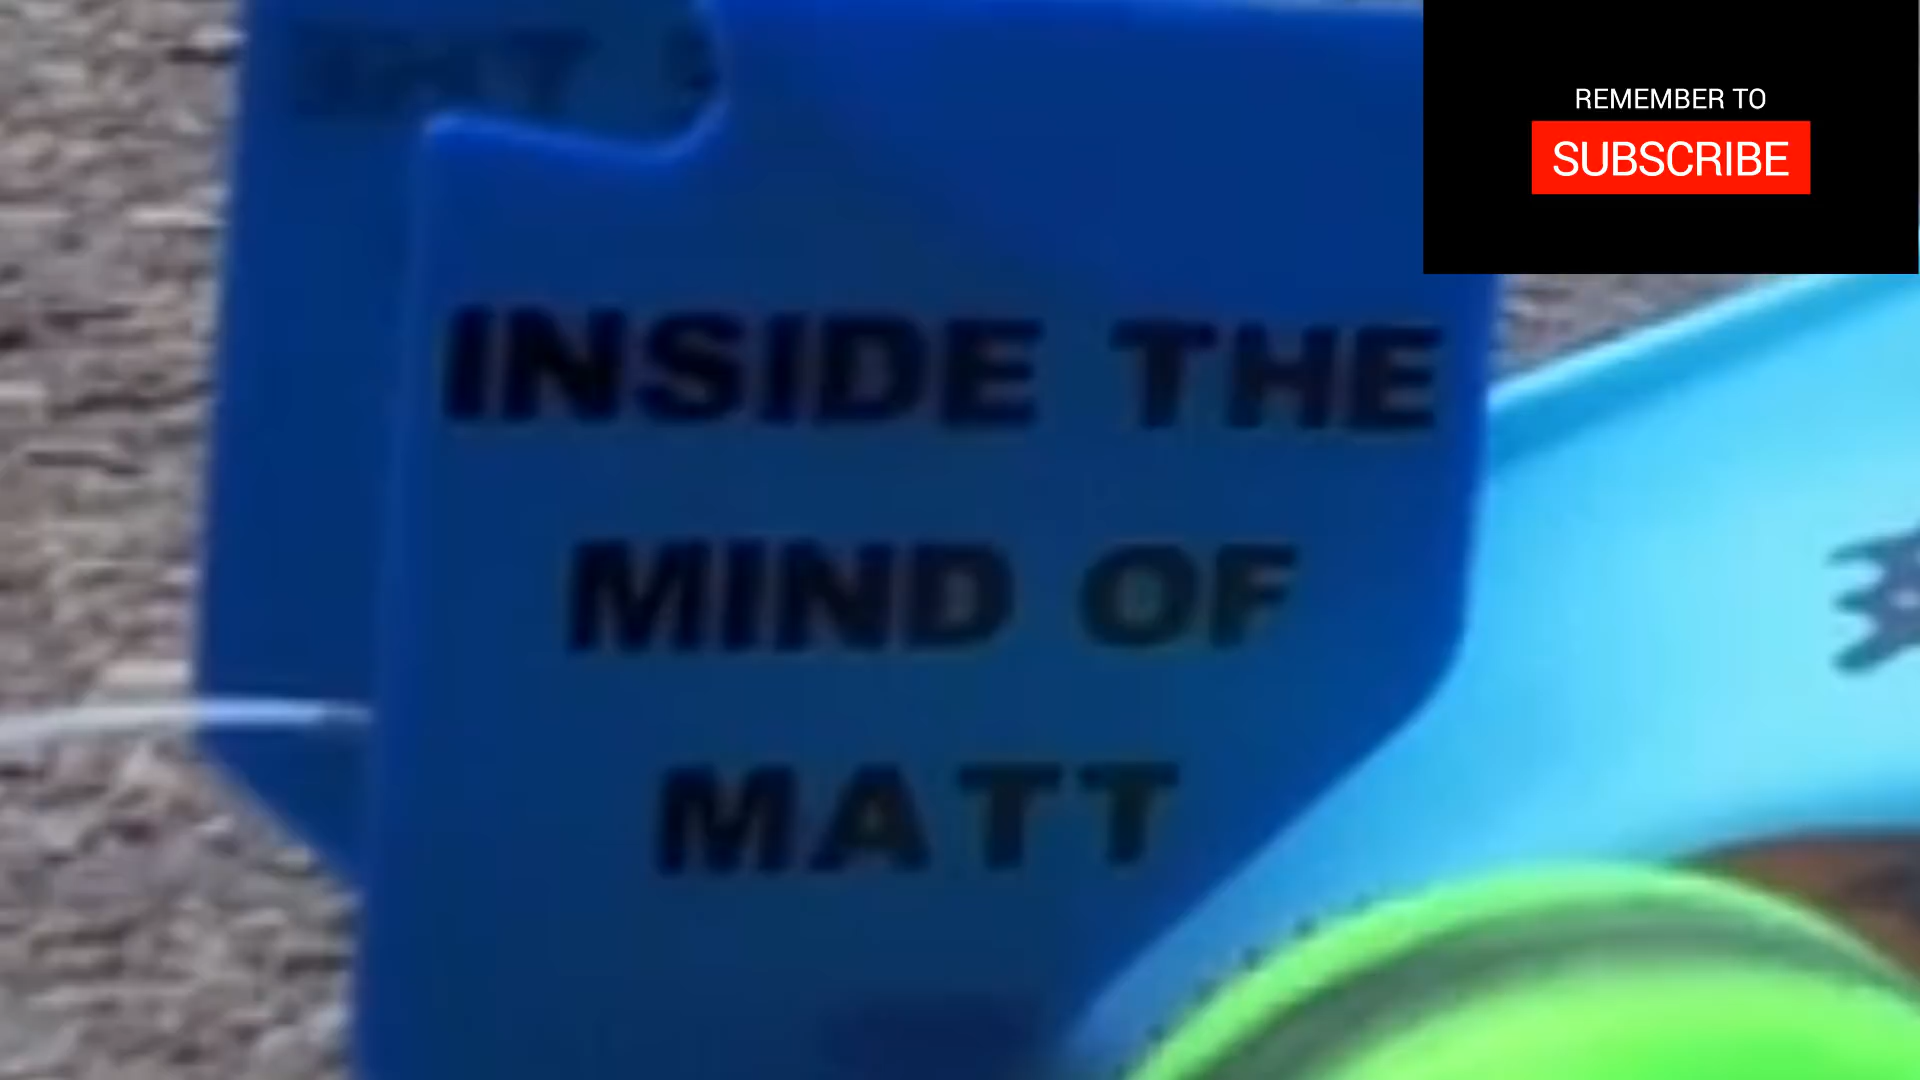 REMEMBER TO
SUBSCRIBE
INSIDE THE
MIND OF
MATT